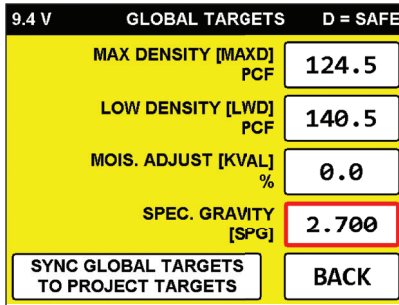 9.4 V GLOBAL TARGETS D = SAFE
MAX DENSITY [MAXD]
PCF
124.5
LOW DENSITY [LWD]
PCF
140.5
MOIS. ADJUST [KVAL]
%
0.0
SPEC. GRAVITY
[SPG]
2.700
SYNC GLOBAL TARGETS
TO PROJECT TARGETS
BACK